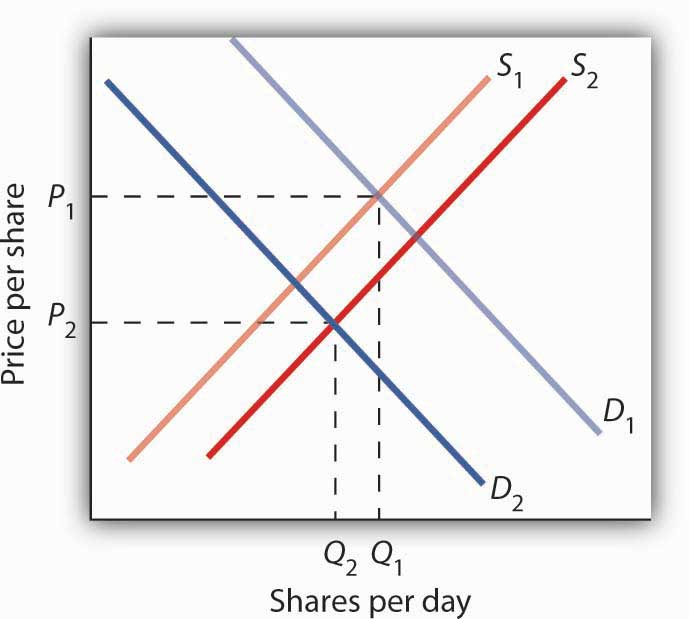 S1
S2
P1
Price per share
P2
D1
D2
Q2
Q1
Shares per day